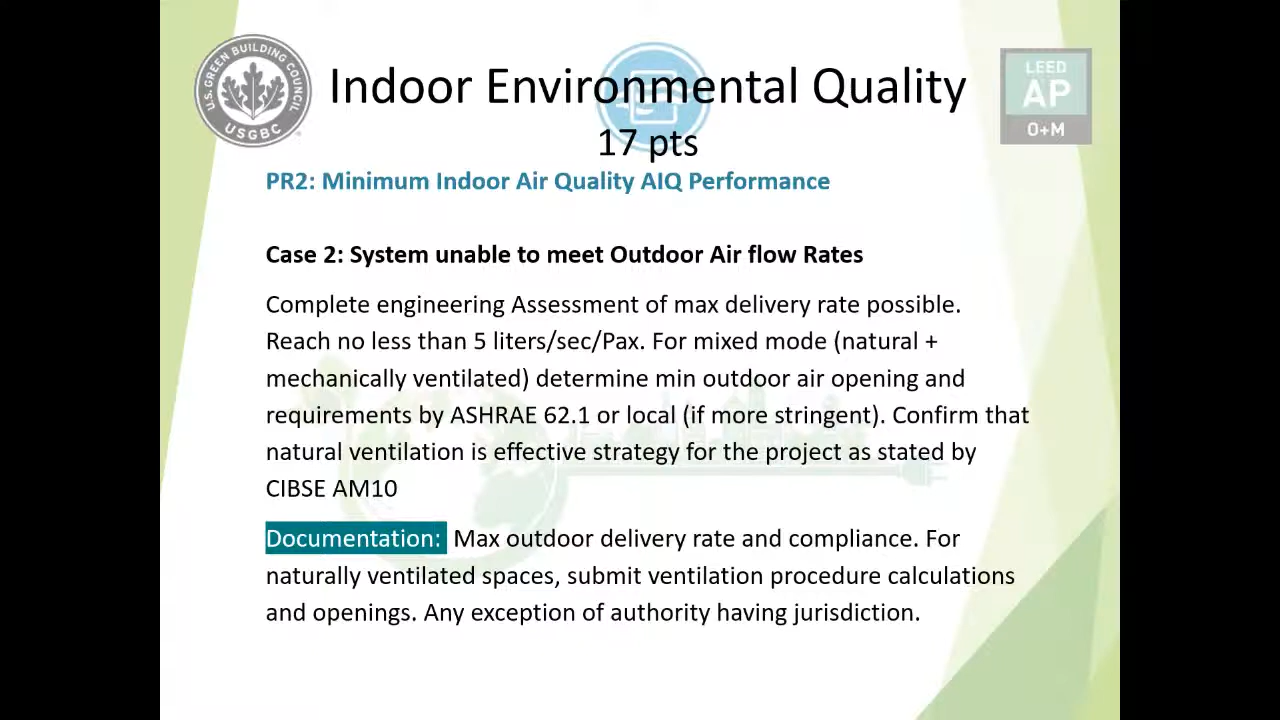 U.S. GREEN BUILDING COUNCIL
USGBC
Indoor Environmental Quality
17 pts
LEED
AP
O+M
PR2: Minimum Indoor Air Quality AIQ Performance
Case 2: System unable to meet Outdoor Air flow Rates
Complete engineering Assessment of max delivery rate possible.
Reach no less than 5 liters/sec/Pax. For mixed mode (natural +
mechanically ventilated) determine min outdoor air opening and
requirements by ASHRAE 62.1 or local (if more stringent). Confirm that
natural ventilation is effective strategy for the project as stated by
CIBSE AM10
Documentation: Max outdoor delivery rate and compliance. For
naturally ventilated spaces, submit ventilation procedure calculations
and openings. Any exception of authority having jurisdiction.